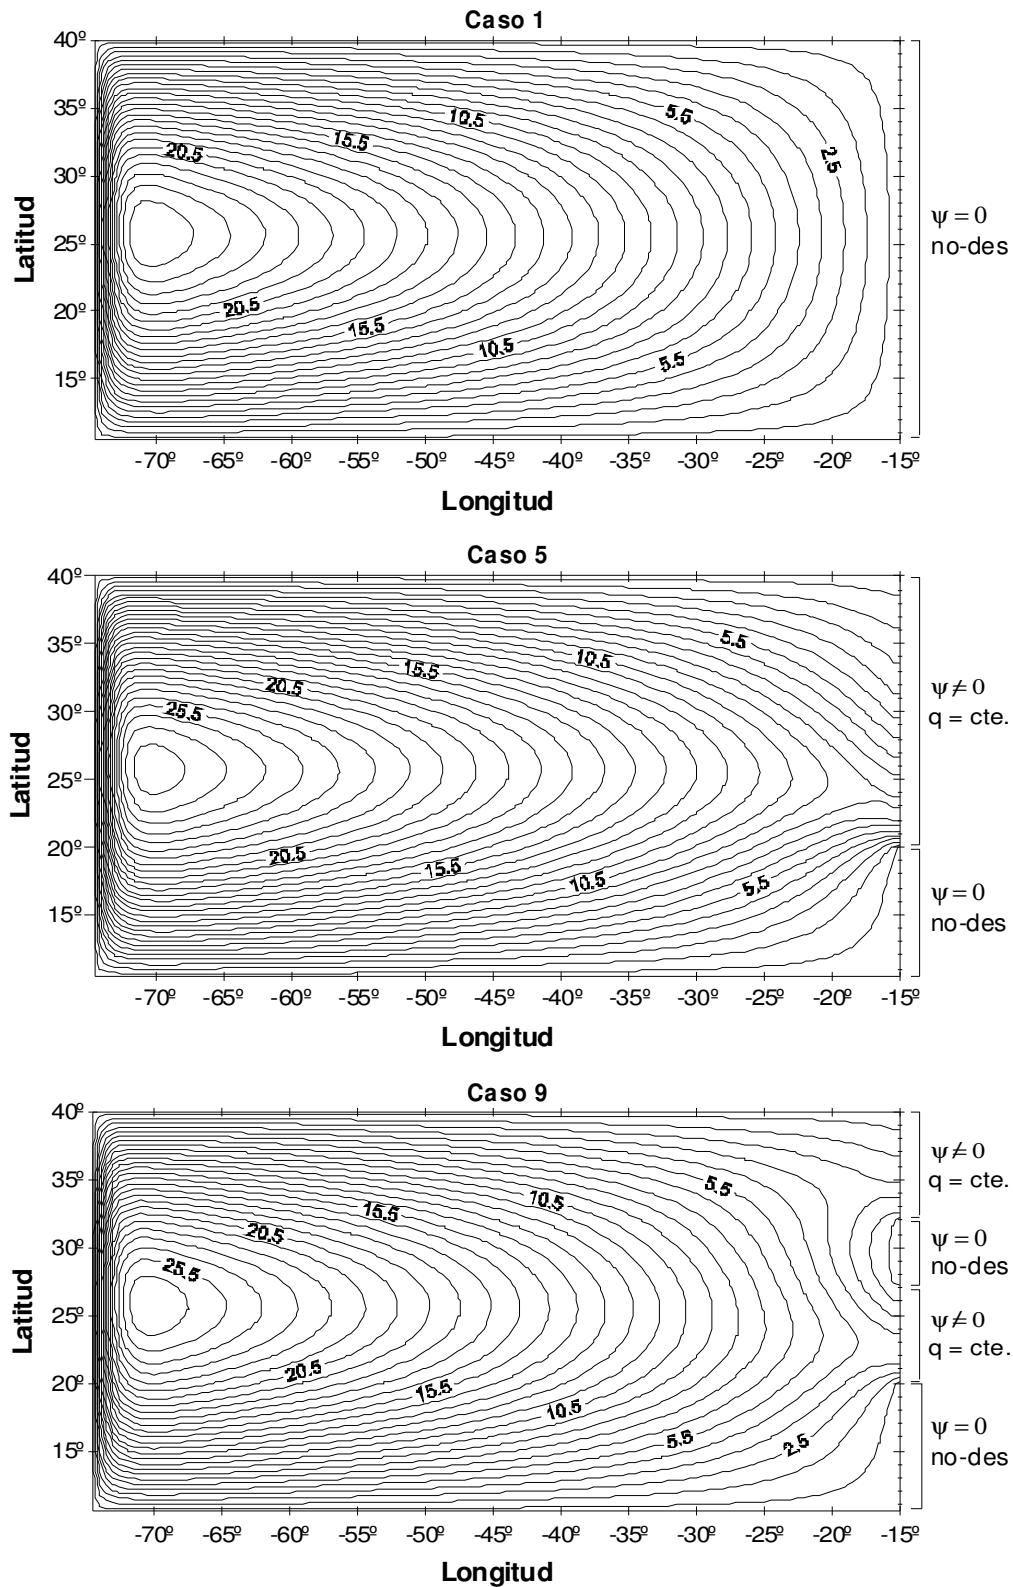 Caso 1
40º
35º
30º
25º
20º
15º
Latitud
20.5
15.5
10.5
5.5
2.5
20.5
15.5
10.5
5.5
ψ = 0
no-des
-70º -65º -60º -55º -50º -45º -40º -35º -30º -25º -20º -15º
Longitud
Caso 5
40º
35º
30º
25º
20º
15º
Latitud
5.5
10.5
15.5
20.5
25.5
20.5
15.5
10.5
5.5
ψ ≠ 0
q = cte.
ψ = 0
no-des
-70º -65º -60º -55º -50º -45º -40º -35º -30º -25º -20º -15º
Longitud
Caso 9
40º
35º
30º
25º
20º
15º
Latitud
5.5
10.5
15.5
20.5
25.5
20.5
15.5
10.5
5.5
2.5
ψ ≠ 0
q = cte.
ψ = 0
no-des
ψ ≠ 0
q = cte.
ψ = 0
no-des
-70º -65º -60º -55º -50º -45º -40º -35º -30º -25º -20º -15º
Longitud